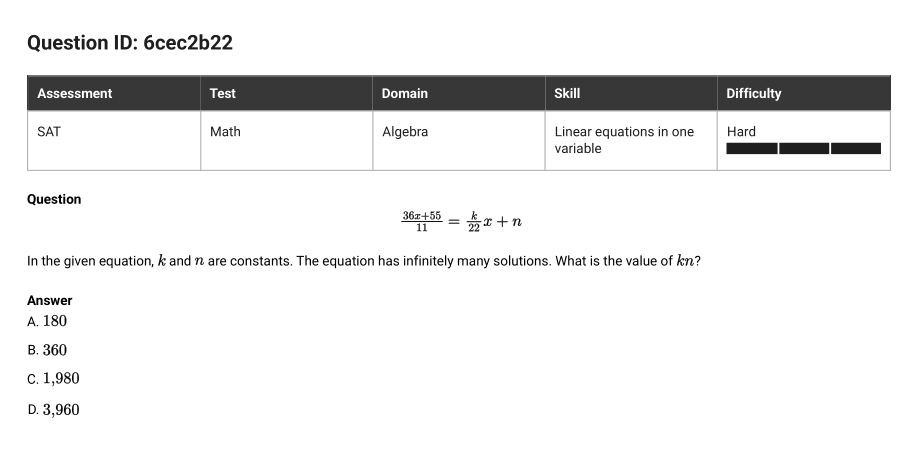 Question ID: 6cec2b22
Assessment Test Domain Skill Difficulty
SAT Math Algebra Linear equations in one Hard
variable
Question
36x+55/11 = k/22 x + n
In the given equation, k and n are constants. The equation has infinitely many solutions. What is the value of kn?
Answer
A. 180
B. 360
C. 1,980
D. 3,960